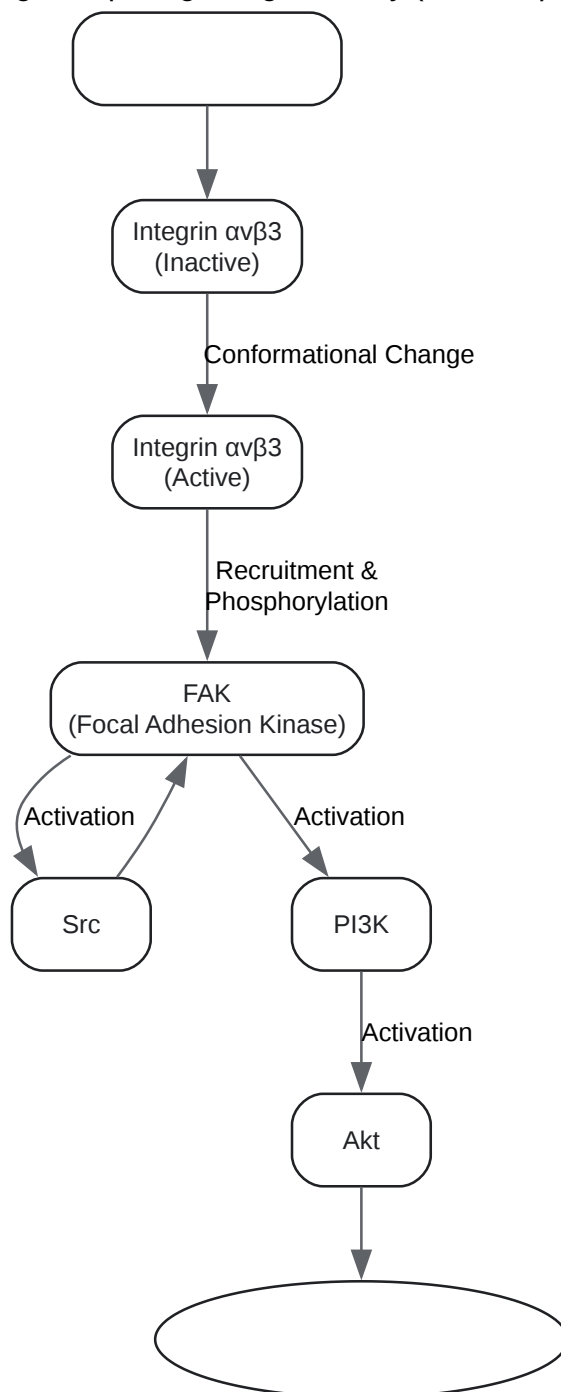 Integrin αvβ3
(Inactive)
Conformational Change
Integrin αvβ3
(Active)
Recruitment &
Phosphorylation
FAK
(Focal Adhesion Kinase)
Activation
Activation
Src
PI3K
Activation
Akt